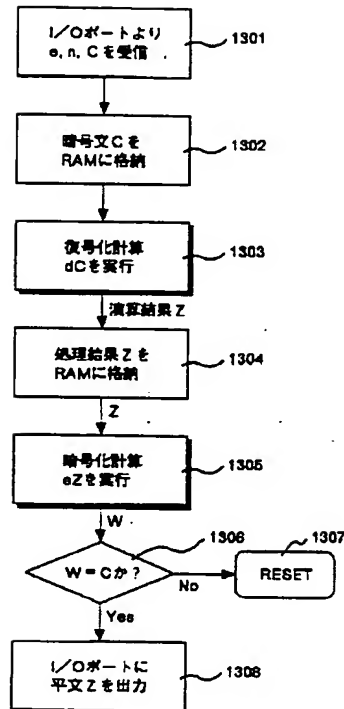 I/Oポートより
e, n, Cを受信
1301
暗号文Cを
RAMに格納
1302
復号化計算
dCを実行
1303
演算結果Z
処理結果Zを
RAMに格納
1304
Z
暗号化計算
eZを実行
1305
W
1306
1307
W=Cか?
RESET
No
Yes
I/Oポートに
平文Zを出力
1308